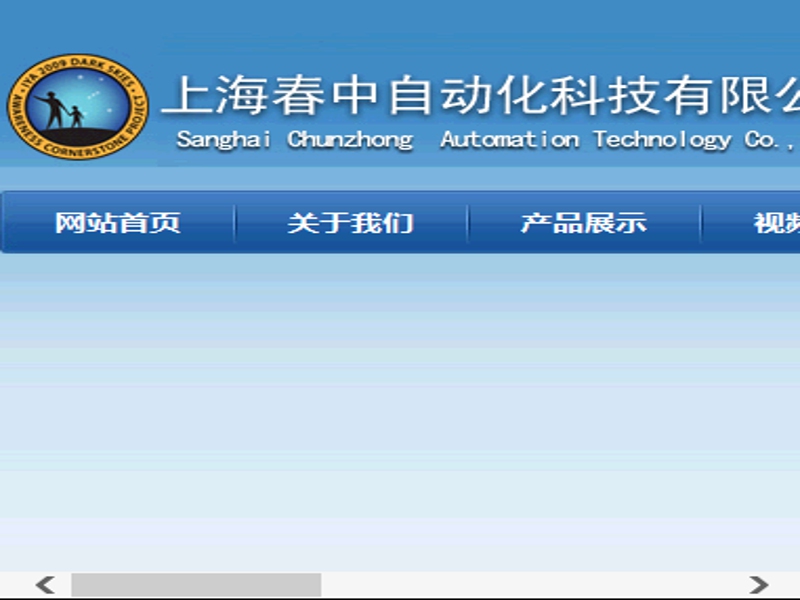 IYA 2009 DARK SKIES
AWARENESS CORNERSTONE PROJECT
上海春中自动化科技有限公
Sanghai Chunzhong Automation Technology Co.,
网站首页 关于我们 产品展示 视频